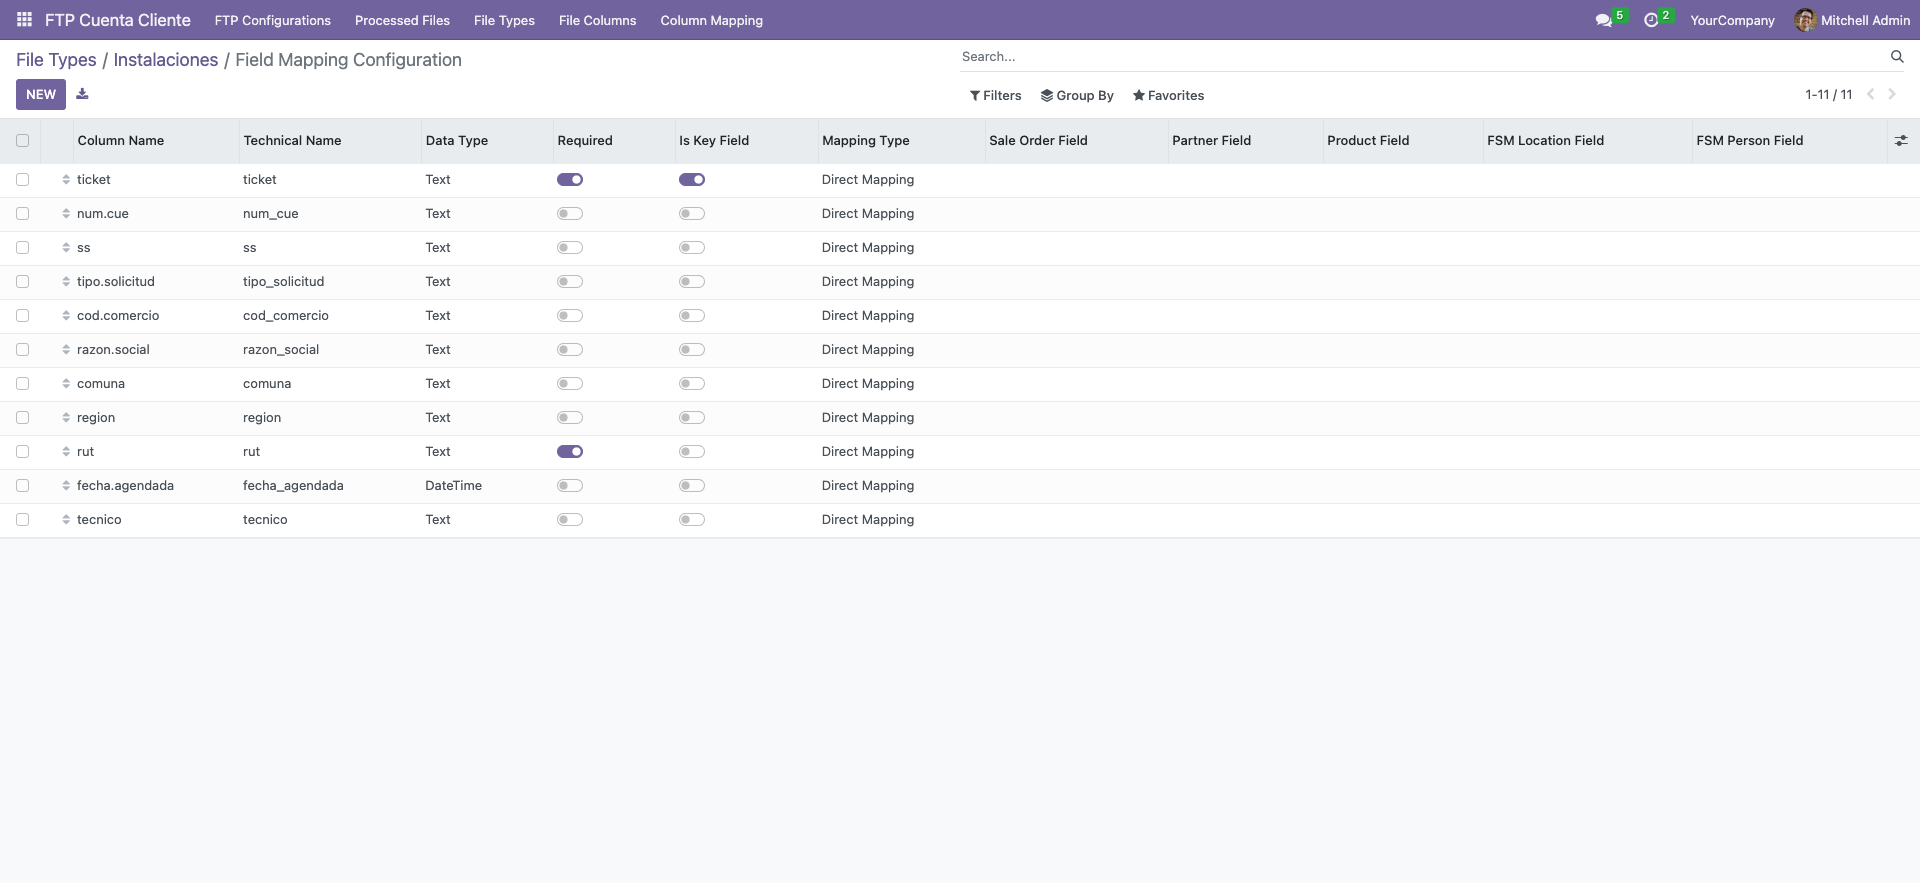 FTP Cuenta Cliente FTP Configurations Processed Files File Types File Columns Column Mapping 5 2 YourCompany Mitchell Admin
File Types / Instalaciones / Field Mapping Configuration Search...
NEW Filters Group By Favorites 1-11 / 11
Column Name Technical Name Data Type Required Is Key Field Mapping Type Sale Order Field Partner Field Product Field FSM Location Field FSM Person Field
ticket ticket Text Direct Mapping
num.cue num_cue Text Direct Mapping
ss ss Text Direct Mapping
tipo.solicitud tipo_solicitud Text Direct Mapping
cod.comercio cod_comercio Text Direct Mapping
razon.social razon_social Text Direct Mapping
comuna comuna Text Direct Mapping
region region Text Direct Mapping
rut rut Text Direct Mapping
fecha.agendada fecha_agendada DateTime Direct Mapping
tecnico tecnico Text Direct Mapping